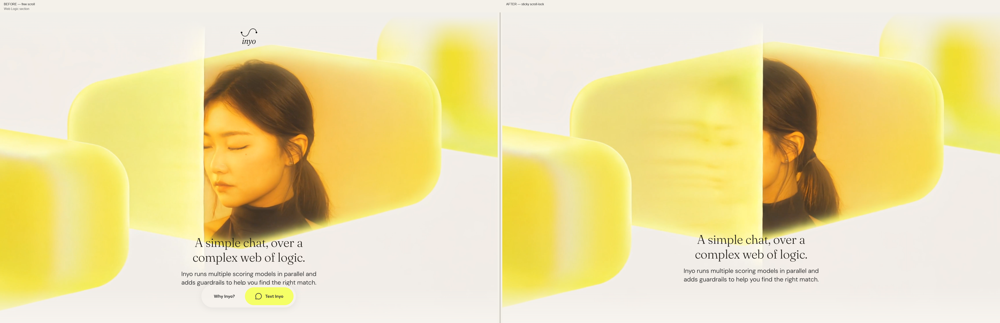 BEFORE — free scroll
Web Logic section
inyo
A simple chat, over a
complex web of logic.
Inyo runs multiple scoring models in parallel and
adds guardrails to help you find the right match.
Why Inyo?
Text Inyo
AFTER — sticky scroll-lock
A simple chat, over a
complex web of logic.
Inyo runs multiple scoring models in parallel and
adds guardrails to help you find the right match.